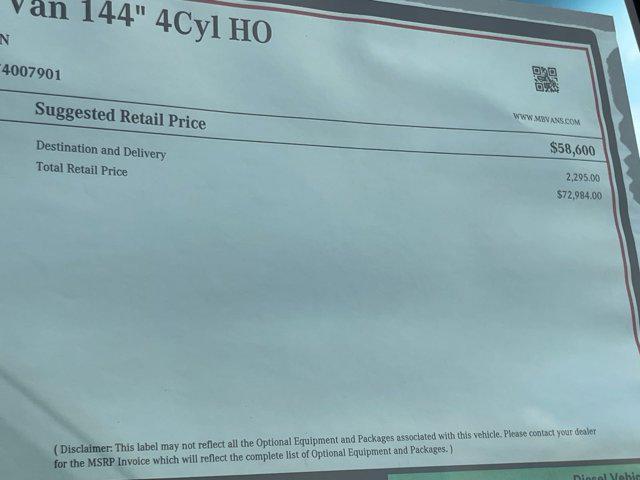 Van 144" 4Cyl HO
N
4007901
WWW.MBVANS.COM
Suggested Retail Price $58,600
Destination and Delivery 2,295.00
Total Retail Price $72,984.00
( Disclaimer: This label may not reflect all the Optional Equipment and Packages associated with this vehicle. Please contact your dealer
for the MSRP Invoice which will reflect the complete list of Optional Equipment and Packages. )
Diesel Vehic